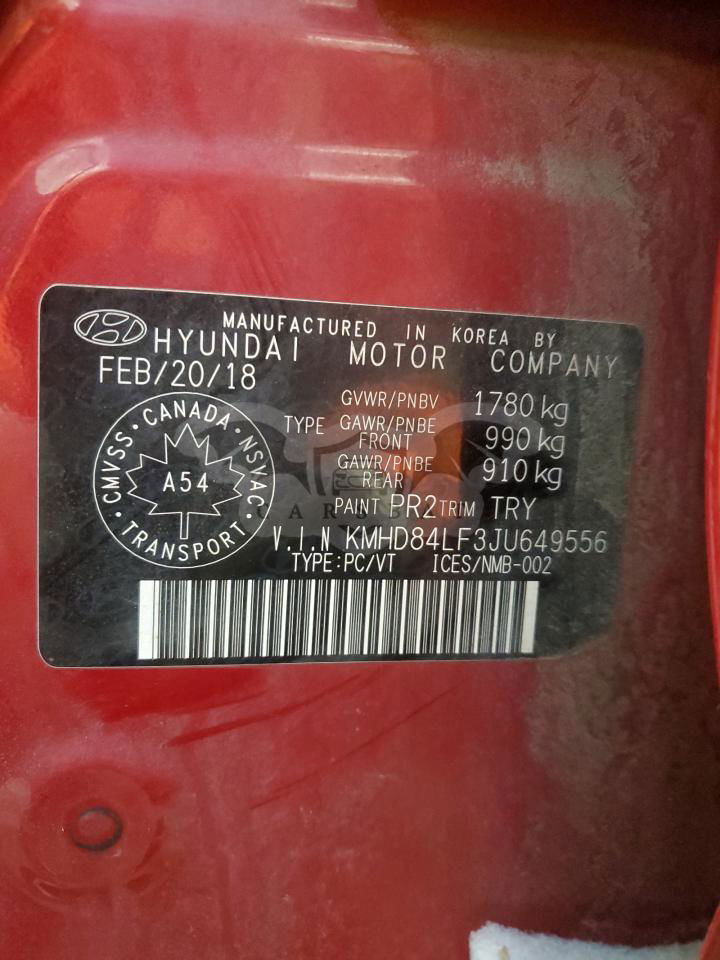 MANUFACTURED IN KOREA BY
HYUNDAI MOTOR COMPANY
FEB/20/18
GVWR/PNBV 1780 kg
TYPE GAWR/PNBE FRONT 990 kg
GAWR/PNBE REAR 910 kg
PAINT PR2 TRIM TRY
CANADA
CMVSS NSVAC
A54
TRANSPORT
V.I.N KMHD84LF3JU649556
TYPE:PC/VT ICES/NMB-002